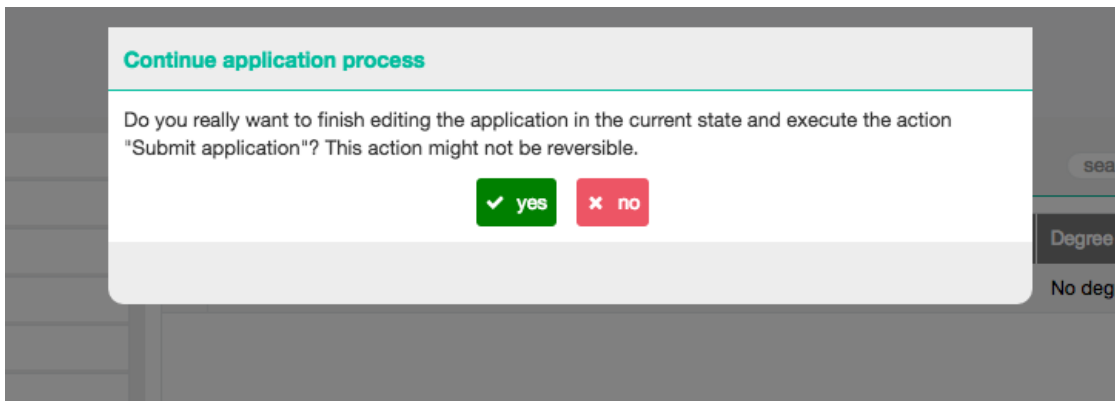 Continue application process
Do you really want to finish editing the application in the current state and execute the action
"Submit application"? This action might not be reversible.
yes
no
sea
Degree
No deg